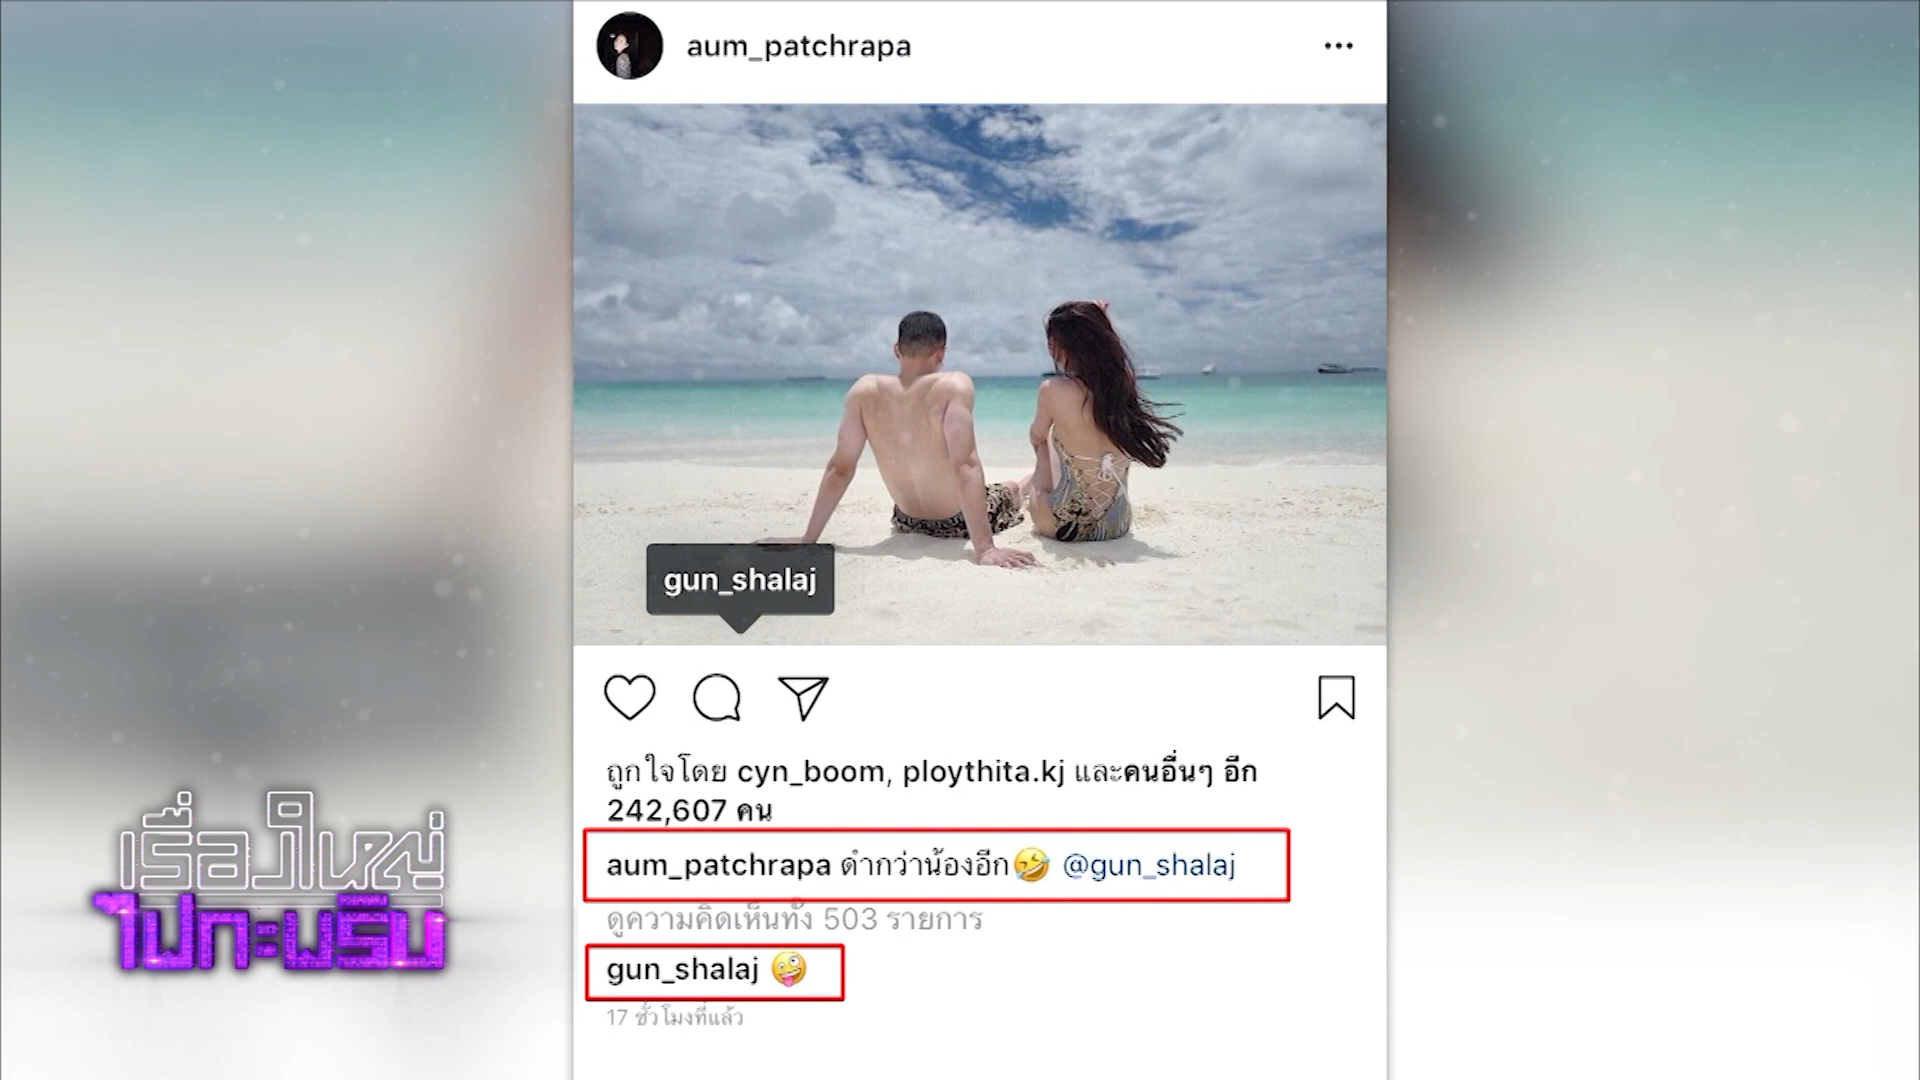 aum_patchrapa
gun_shalaj
ถูกใจโดย cyn_boom, ploythita.kj และคนอื่นๆ อีก
242,607 คน
aum_patchrapa ดำกว่าน้องอีก🤣 @gun_shalaj
ดูความคิดเห็นทั้ง 503 รายการ
gun_shalaj 🤪
17 ชั่วโมงที่แล้ว
เรื่องใหญ่
ไฟกะพริบ